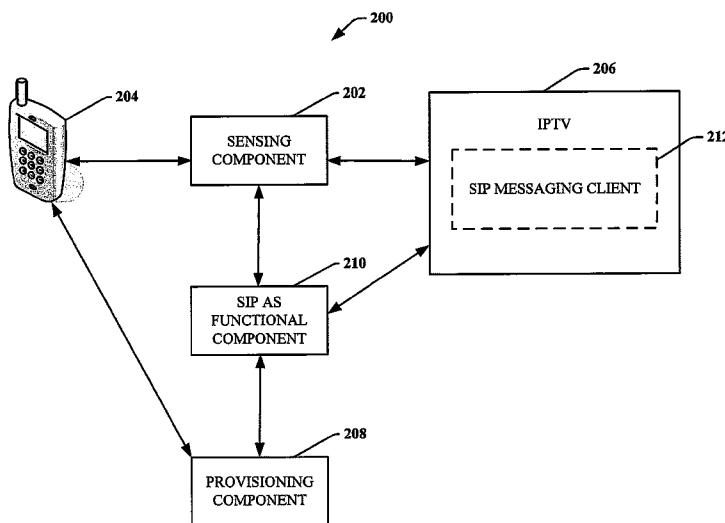 200
204
202
206
SENSING
COMPONENT
IPTV
212
SIP MESSAGING CLIENT
210
SIP AS
FUNCTIONAL
COMPONENT
208
PROVISIONING
COMPONENT